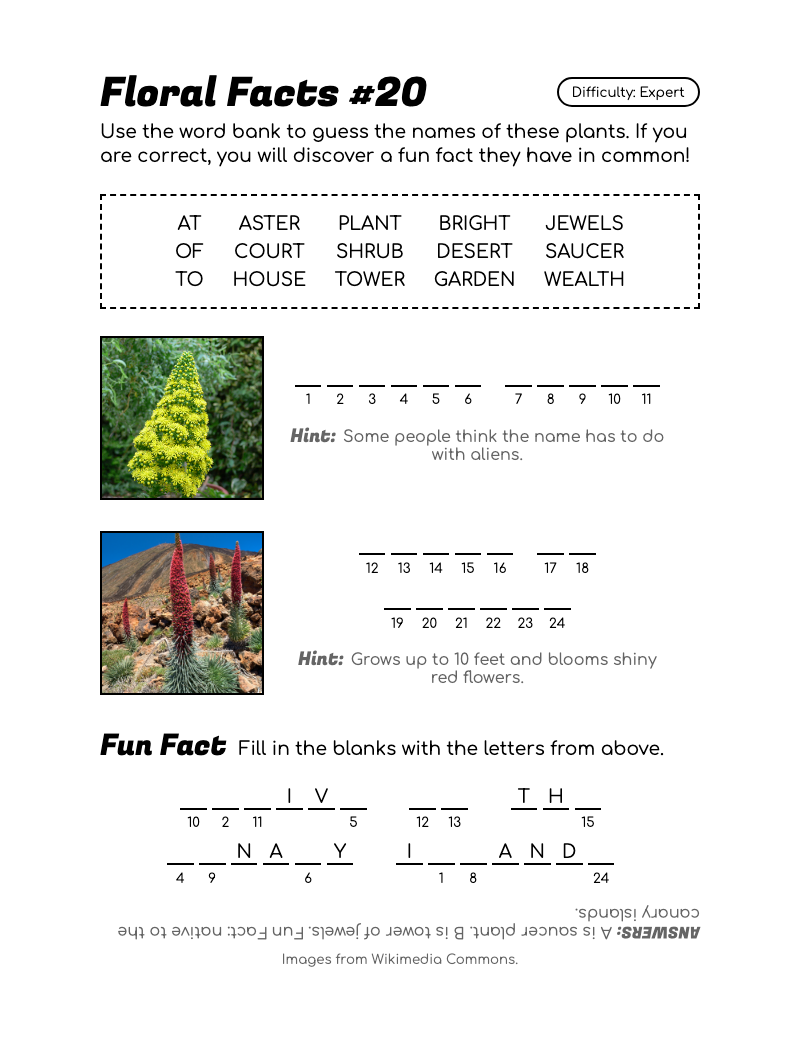 Floral Facts #20
Difficulty: Expert
Use the word bank to guess the names of these plants. If you
are correct, you will discover a fun fact they have in common!
AT ASTER PLANT BRIGHT JEWELS
OF COURT SHRUB DESERT SAUCER
TO HOUSE TOWER GARDEN WEALTH
1 2 3 4 5 6 7 8 9 10 11
Hint: Some people think the name has to do
with aliens.
12 13 14 15 16 17 18
19 20 21 22 23 24
Hint: Grows up to 10 feet and blooms shiny
red flowers.
Fun Fact Fill in the blanks with the letters from above.
I V T H
10 2 11 5 12 13 15
N A Y I A N D
4 9 6 1 8 24
ANSWERS: A is saucer plant. B is tower of jewels. Fun Fact: native to the
canary islands.
Images from Wikimedia Commons.